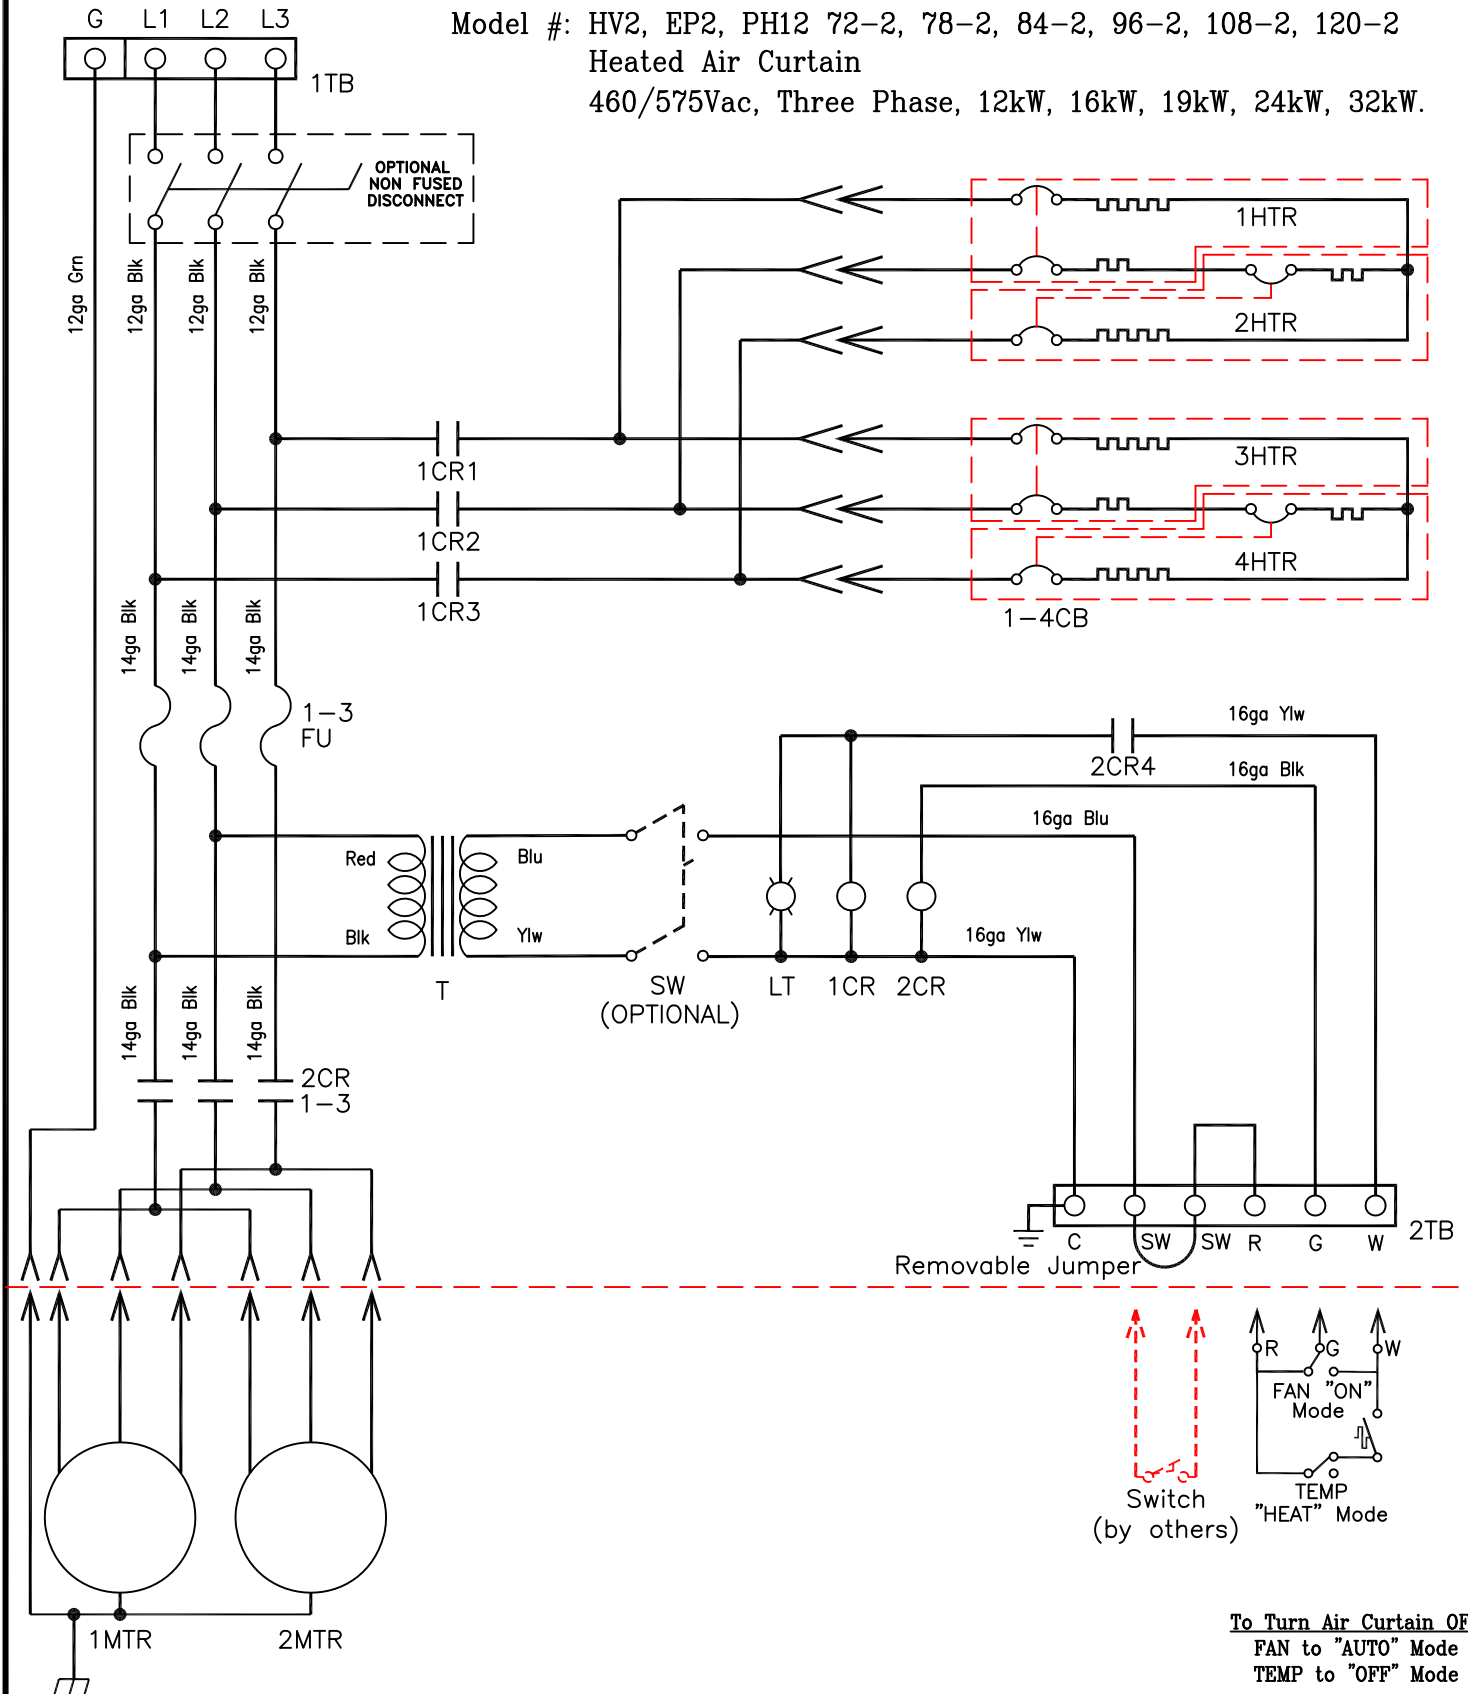 G L1 L2 L3
1TB
Model #: HV2, EP2, PH12 72-2, 78-2, 84-2, 96-2, 108-2, 120-2
Heated Air Curtain
460/575Vac, Three Phase, 12kW, 16kW, 19kW, 24kW, 32kW.
OPTIONAL
NON FUSED
DISCONNECT
12ga Grn
12ga Blk
12ga Blk
12ga Blk
1HTR
2HTR
1CR1
1CR2
1CR3
3HTR
4HTR
1-4CB
14ga Blk
14ga Blk
14ga Blk
1-3
FU
16ga Ylw
2CR4
16ga Blk
16ga Blu
Red
Blu
Blk
Ylw
16ga Ylw
T
SW
(OPTIONAL)
LT 1CR 2CR
14ga Blk
14ga Blk
14ga Blk
2CR
1-3
C SW SW R G W
2TB
Removable Jumper
R G W
FAN "ON"
Mode
TEMP
"HEAT" Mode
Switch
(by others)
1MTR
2MTR
To Turn Air Curtain OF
FAN to "AUTO" Mode
TEMP to "OFF" Mode